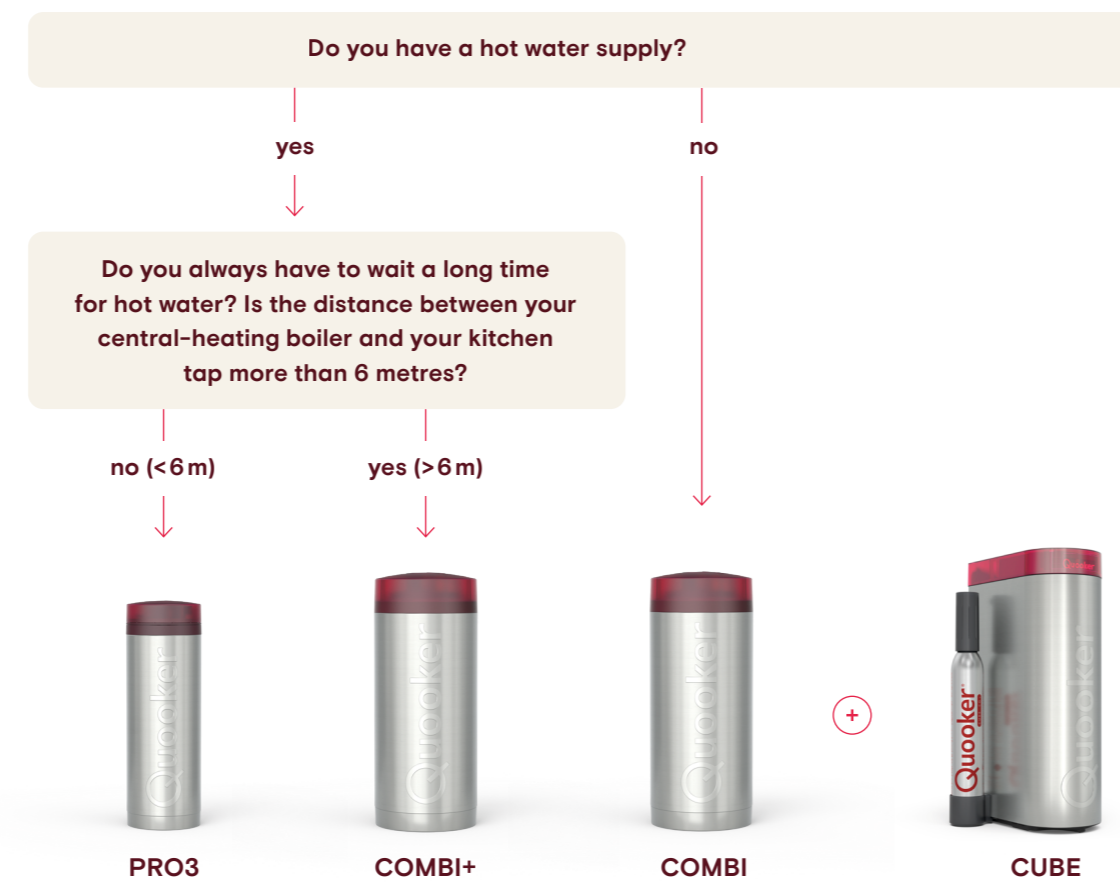 Do you have a hot water supply?
yes
no
Do you always have to wait a long time
for hot water? Is the distance between your
central-heating boiler and your kitchen
tap more than 6 metres?
no (<6m)
yes (>6m)
Quooker
Quooker
Quooker
+
Quooker
Quooker
PRO3
COMBI+
COMBI
CUBE